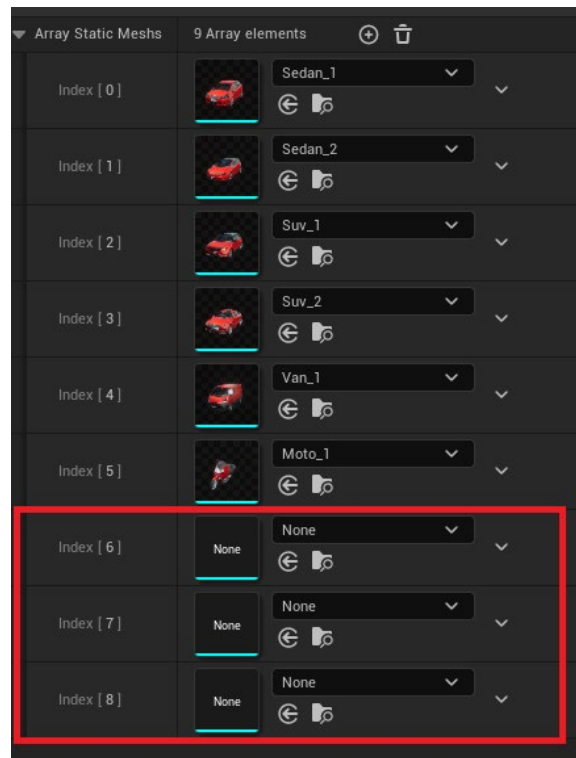 Array Static Meshs 9 Array elements
Index [ 0 ] Sedan_1
Index [ 1 ] Sedan_2
Index [ 2 ] Suv_1
Index [ 3 ] Suv_2
Index [ 4 ] Van_1
Index [ 5 ] Moto_1
Index [ 6 ] None None
Index [ 7 ] None None
Index [ 8 ] None None